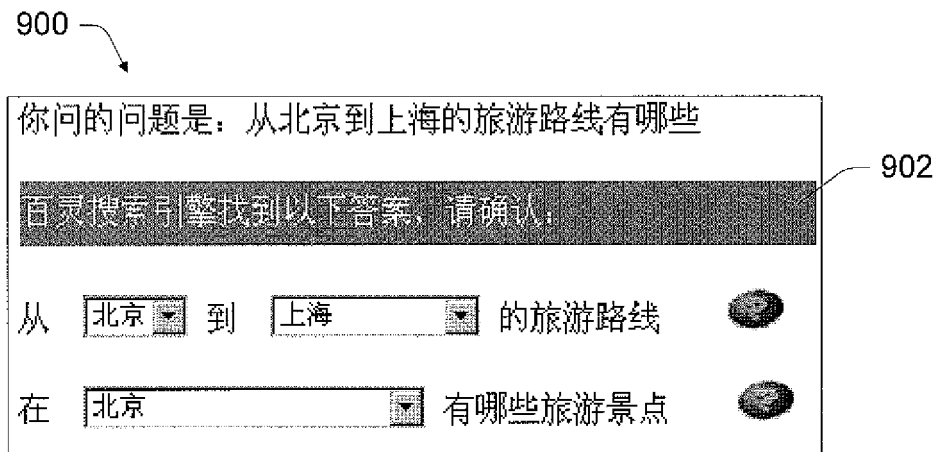 900
你问的问题是：从北京到上海的旅游路线有哪些
902
百灵搜索引擎找到以下答案，请确认：
从 北京 到 上海 的旅游路线
在 北京 有哪些旅游景点